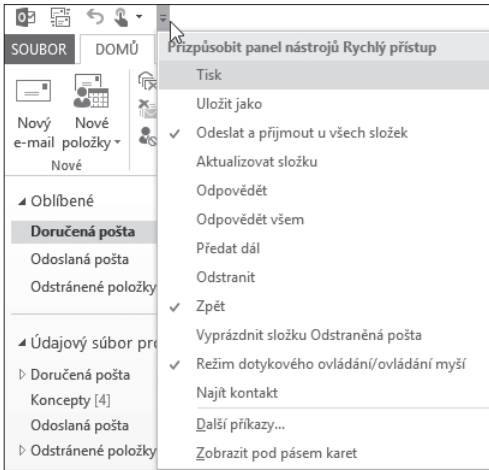 SOUBOR
DOMŮ
Přizpůsobit panel nástrojů Rychlý přístup
Tisk
Uložit jako
Odeslat a přijmout u všech složek
Aktualizovat složku
Odpovědět
Odpovědět všem
Předat dál
Odstranit
Zpět
Vyprázdnit složku Odstraněná pošta
Režim dotykového ovládání/ovládání myší
Najít kontakt
Další příkazy...
Zobrazit pod pásem karet
Nový
e-mail
Nové
položky
Nové
Oblíbené
Doručená pošta
Odoslaná pošta
Odstránené položky
Údajový súbor pro
Doručená pošta
Koncepty [4]
Odoslaná pošta
Odstránené položky